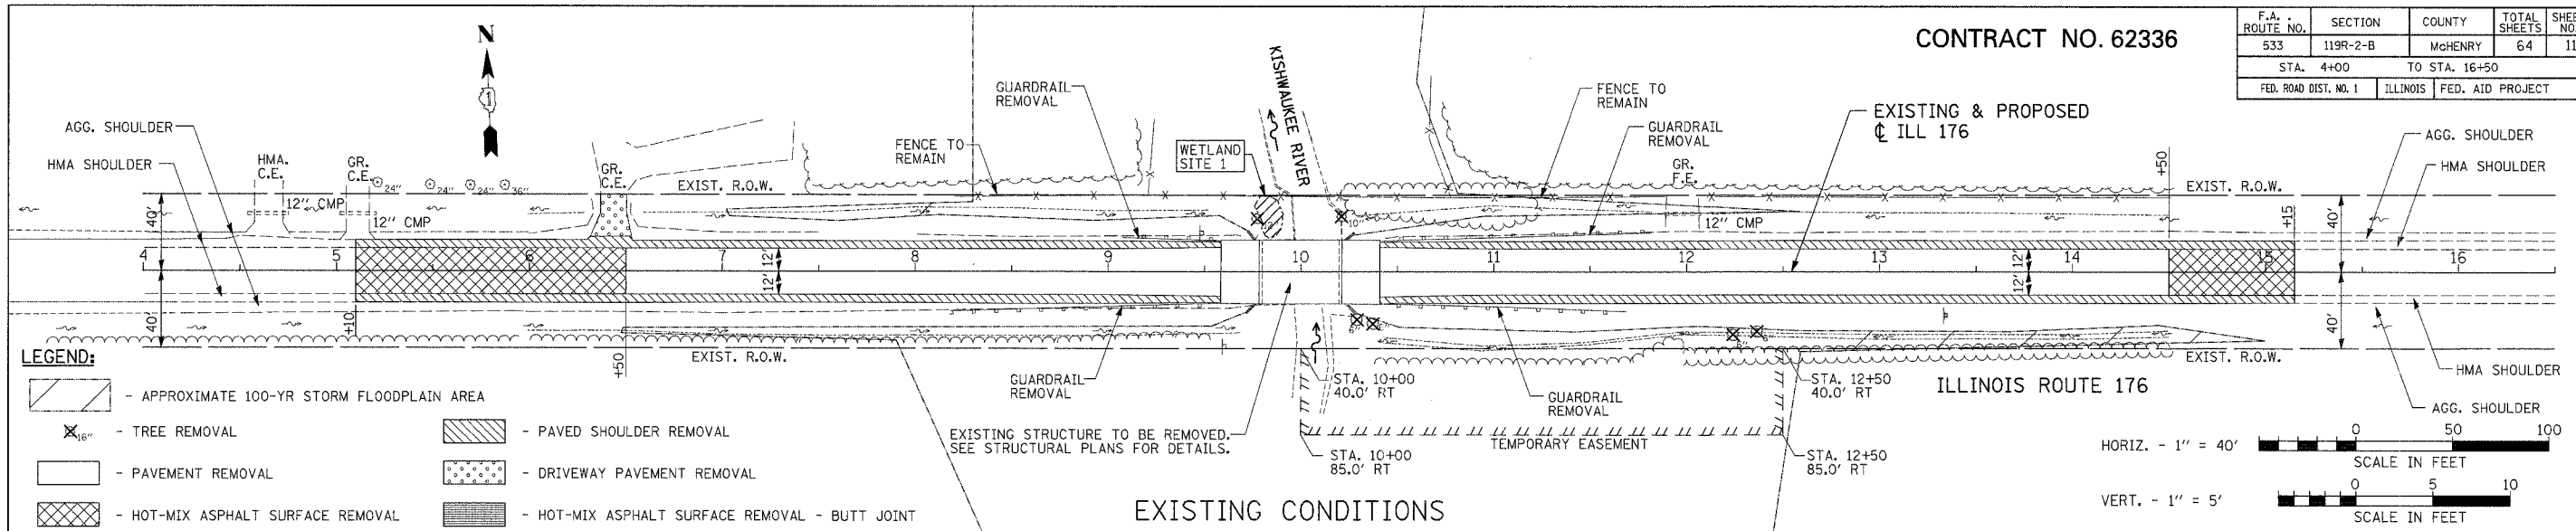 CONTRACT NO. 62336
F.A. . ROUTE NO. SECTION COUNTY TOTAL SHEETS
533 119R-2-B McHENRY 64 11
STA. 4+00 TO STA. 16+50
FED. ROAD DIST. NO. 1 ILLINOIS FED. AID PROJECT
N
1
AGG. SHOULDER
HMA SHOULDER
HMA.
C.E.
GR.
C.E.
24"
24"
24"
36"
12" CMP
12" CMP
GR.
C.E.
EXIST. R.O.W.
FENCE TO
REMAIN
GUARDRAIL
REMOVAL
WETLAND
SITE 1
KISHWAUKEE RIVER
FENCE TO
REMAIN
GUARDRAIL
REMOVAL
GR.
F.E.
12" CMP
EXISTING & PROPOSED
℄ ILL 176
+50
EXIST. R.O.W.
+15
AGG. SHOULDER
HMA SHOULDER
40'
40'
12'
12'
10
4 5 6 7 8 9 10 11 12 13 14 15 16
12'
12'
40'
40'
+10
+50
EXIST. R.O.W.
GUARDRAIL
REMOVAL
EXISTING STRUCTURE TO BE REMOVED.
SEE STRUCTURAL PLANS FOR DETAILS.
STA. 10+00
40.0' RT
STA. 10+00
85.0' RT
GUARDRAIL
REMOVAL
TEMPORARY EASEMENT
STA. 12+50
40.0' RT
STA. 12+50
85.0' RT
ILLINOIS ROUTE 176
EXIST. R.O.W.
HMA SHOULDER
AGG. SHOULDER
LEGEND:
- APPROXIMATE 100-YR STORM FLOODPLAIN AREA
16" - TREE REMOVAL
- PAVEMENT REMOVAL
- HOT-MIX ASPHALT SURFACE REMOVAL
- PAVED SHOULDER REMOVAL
- DRIVEWAY PAVEMENT REMOVAL
- HOT-MIX ASPHALT SURFACE REMOVAL - BUTT JOINT
EXISTING CONDITIONS
HORIZ. - 1" = 40'
0 50 100
SCALE IN FEET
VERT. - 1" = 5'
0 5 10
SCALE IN FEET